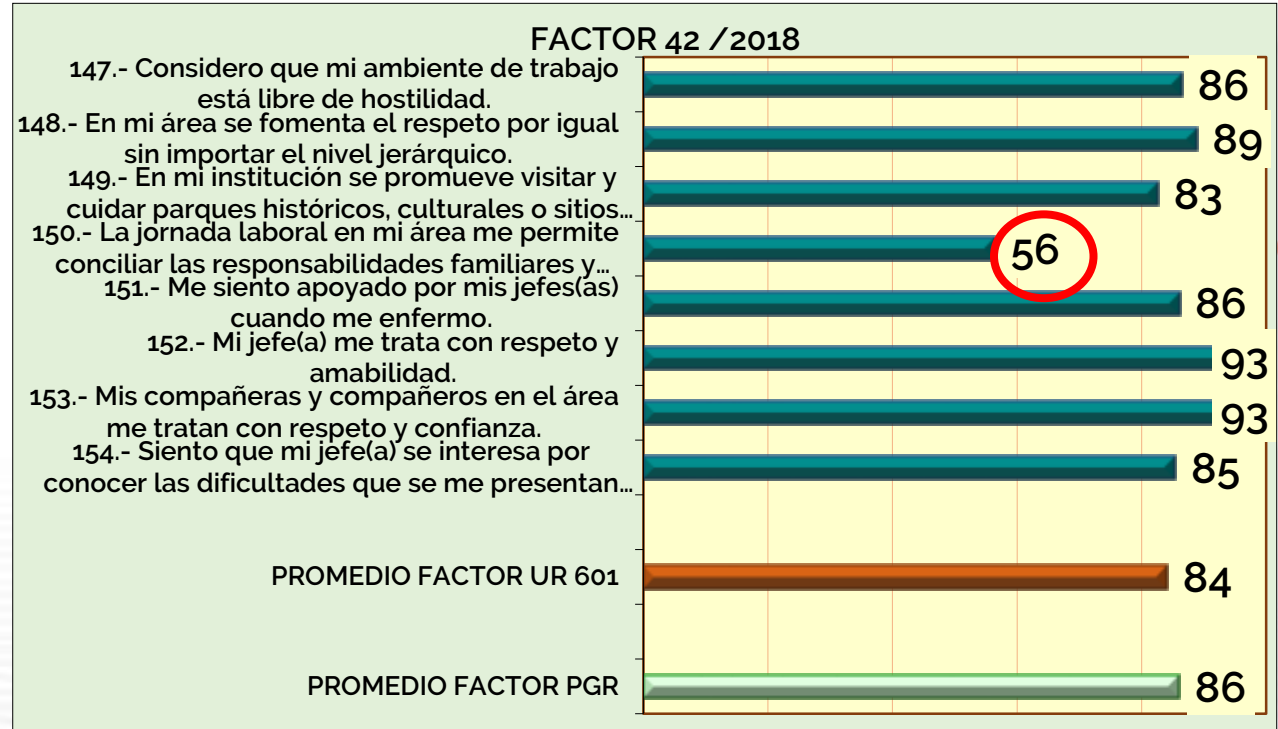 FACTOR 42 /2018
147.- Considero que mi ambiente de trabajo
está libre de hostilidad.
86
148.- En mi área se fomenta el respeto por igual
sin importar el nivel jerárquico.
89
149.- En mi institución se promueve visitar y
cuidar parques históricos, culturales o sitios...
83
150.- La jornada laboral en mi área me permite
conciliar las responsabilidades familiares y...
56
151.- Me siento apoyado por mis jefes(as)
cuando me enfermo.
86
152.- Mi jefe(a) me trata con respeto y
amabilidad.
93
153.- Mis compañeras y compañeros en el área
me tratan con respeto y confianza.
93
154.- Siento que mi jefe(a) se interesa por
conocer las dificultades que se me presentan...
85
PROMEDIO FACTOR UR 601
84
PROMEDIO FACTOR PGR
86